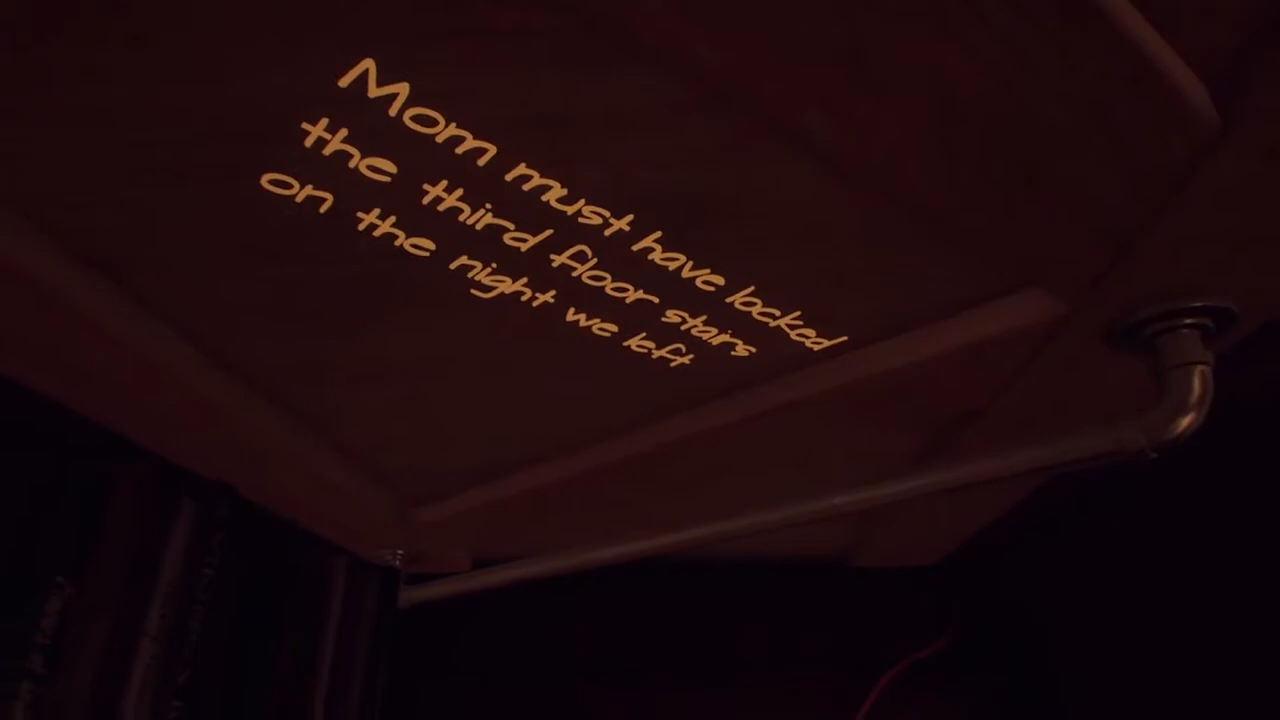 Mom must have locked
the third floor stairs
on the night we left